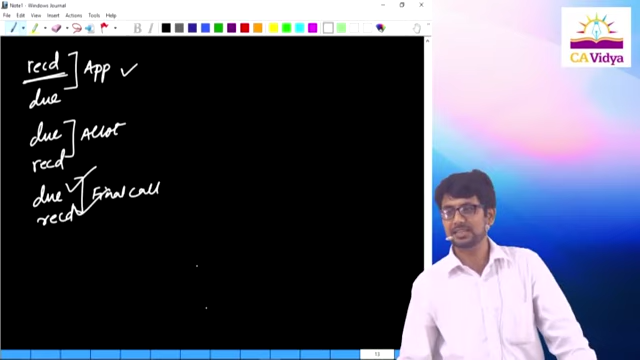 Note1 - Windows Journal
File Edit View Insert Actions Tools Help
recd
App
due
due
Allot
recd
due
Final call
recd
CA Vidya
13